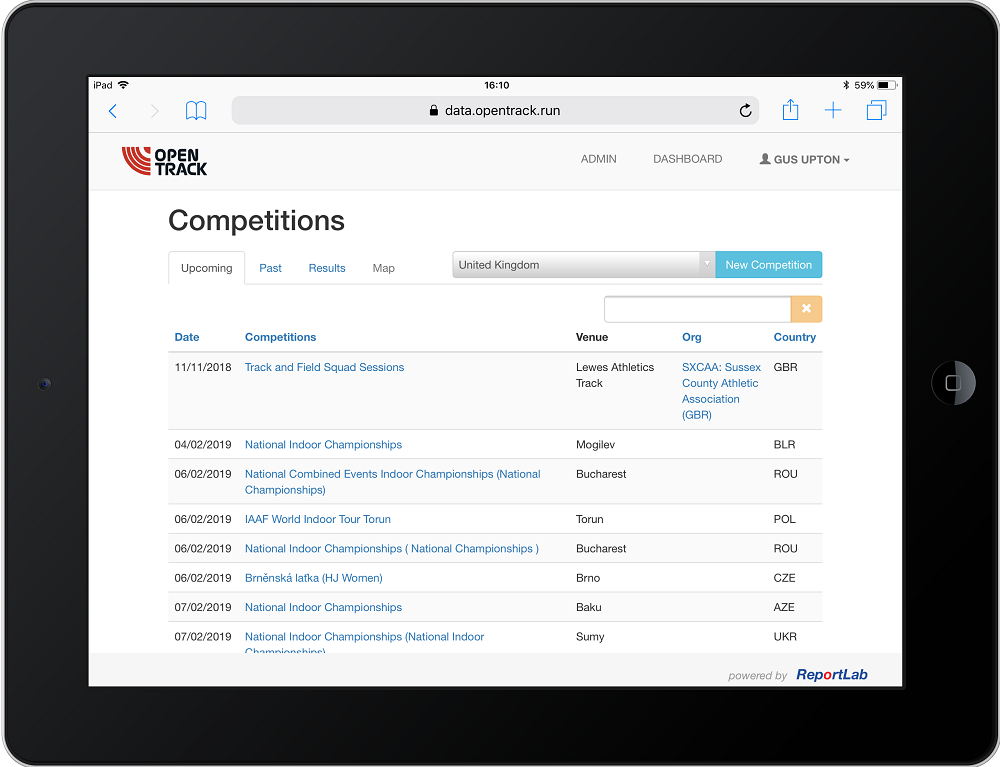 iPad 16:10 59%
data.opentrack.run
OPEN
TRACK
ADMIN DASHBOARD GUS UPTON
Competitions
Upcoming Past Results Map United Kingdom New Competition
Date Competitions Venue Org Country
11/11/2018 Track and Field Squad Sessions Lewes Athletics SXCAA: Sussex GBR
Track County Athletic
Association
(GBR)
04/02/2019 National Indoor Championships Mogilev BLR
06/02/2019 National Combined Events Indoor Championships (National Bucharest ROU
Championships)
06/02/2019 IAAF World Indoor Tour Torun Torun POL
06/02/2019 National Indoor Championships ( National Championships ) Bucharest ROU
06/02/2019 Brněnská laťka (HJ Women) Brno CZE
07/02/2019 National Indoor Championships Baku AZE
07/02/2019 National Indoor Championships (National Indoor Sumy UKR
Championships)
powered by ReportLab